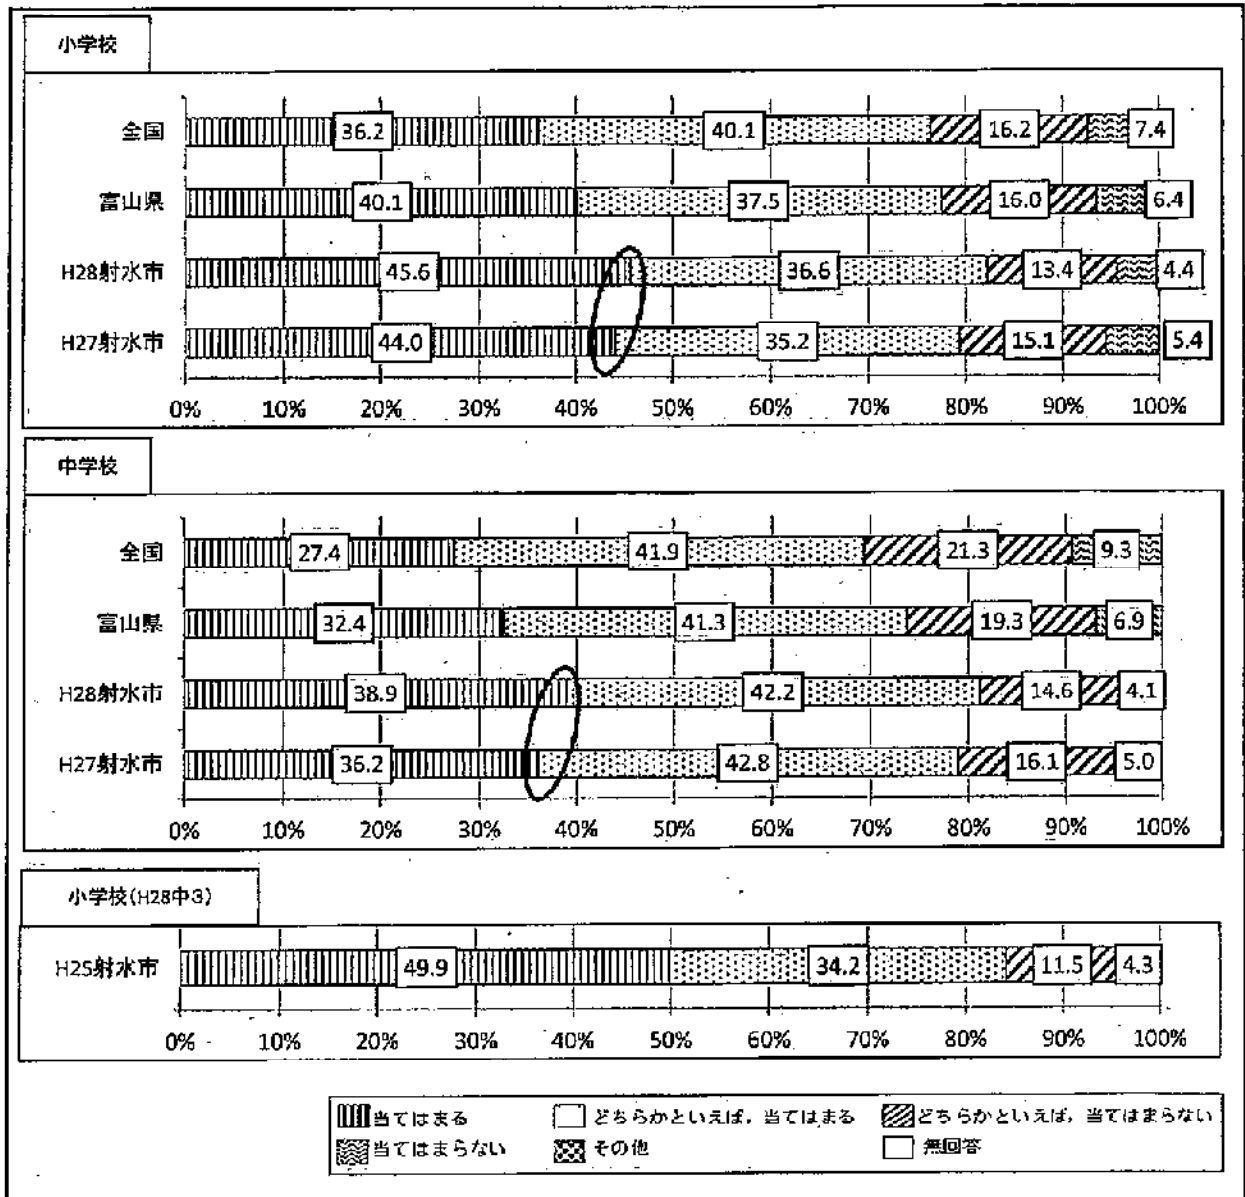 小学校
全国 36.2 40.1 16.2 7.4
富山県 40.1 37.5 16.0 6.4
H28射水市 45.6 36.6 13.4 4.4
H27射水市 44.0 35.2 15.1 5.4
0% 10% 20% 30% 40% 50% 60% 70% 80% 90% 100%
中学校
全国 27.4 41.9 21.3 9.3
富山県 32.4 41.3 19.3 6.9
H28射水市 38.9 42.2 14.6 4.1
H27射水市 36.2 42.8 16.1 5.0
0% 10% 20% 30% 40% 50% 60% 70% 80% 90% 100%
小学校(H28中3)
H25射水市 49.9 34.2 11.5 4.3
0% 10% 20% 30% 40% 50% 60% 70% 80% 90% 100%
当てはまる どちらかといえば，当てはまる どちらかといえば，当てはまらない
当てはまらない その他 無回答